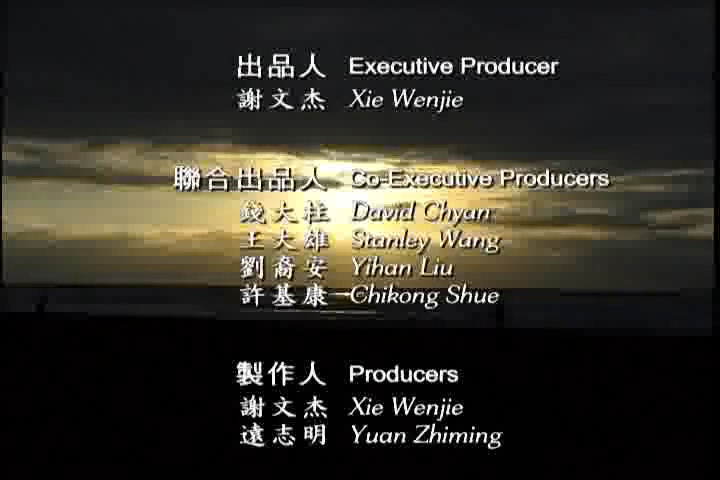 出品人 Executive Producer
謝文杰 Xie Wenjie
聯合出品人 Co-Executive Producers
錢大柱 David Chyan
王大雄 Stanley Wang
劉裔安 Yihan Liu
許基康 Chikong Shue
製作人 Producers
謝文杰 Xie Wenjie
遠志明 Yuan Zhiming